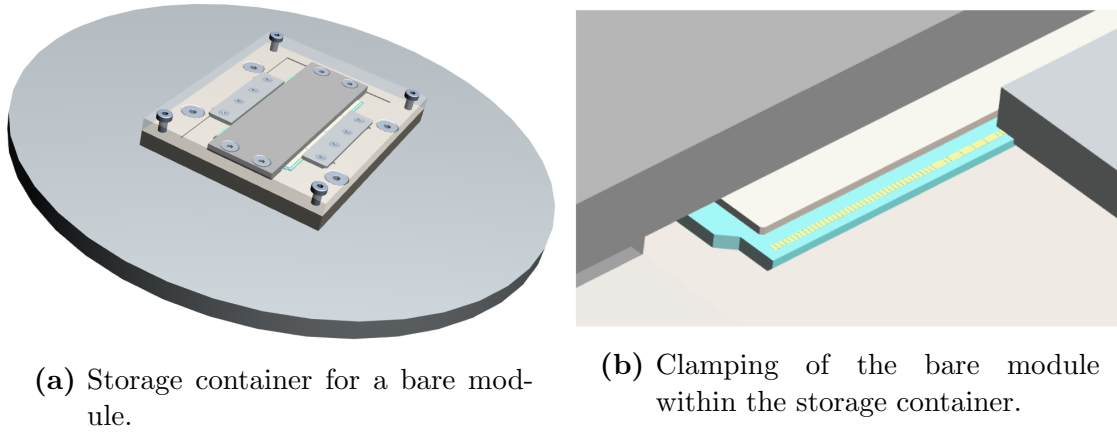 (a) Storage container for a bare mod-
ule.
(b) Clamping of the bare module
within the storage container.